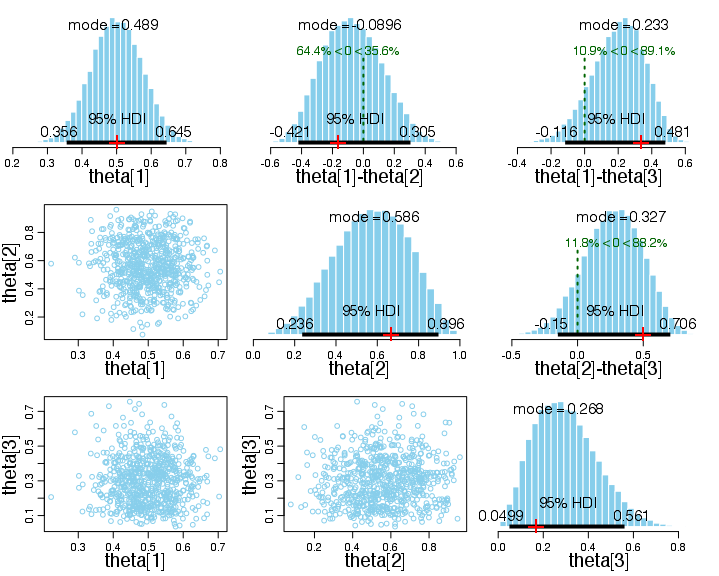 mode = 0.489
95% HDI
0.356 0.645
0.2 0.3 0.4 0.5 0.6 0.7 0.8
theta[1]
mode = -0.0896
64.4% < 0 < 35.6%
95% HDI
-0.421 0.305
-0.6 -0.4 -0.2 0.0 0.2 0.4 0.6
theta[1]-theta[2]
mode = 0.233
10.9% < 0 < 89.1%
95% HDI
-0.116 0.481
-0.4 -0.2 0.0 0.2 0.4 0.6
theta[1]-theta[3]
theta[2]
0.2 0.4 0.6 0.8
0.3 0.4 0.5 0.6 0.7
theta[1]
mode = 0.586
95% HDI
0.236 0.896
0.0 0.2 0.4 0.6 0.8 1.0
theta[2]
mode = 0.327
11.8% < 0 < 88.2%
95% HDI
-0.15 0.706
-0.5 0.0 0.5
theta[2]-theta[3]
theta[3]
0.1 0.3 0.5 0.7
0.3 0.4 0.5 0.6 0.7
theta[1]
theta[3]
0.1 0.3 0.5 0.7
0.2 0.4 0.6 0.8
theta[2]
mode = 0.268
95% HDI
0.0499 0.561
0.0 0.2 0.4 0.6 0.8
theta[3]